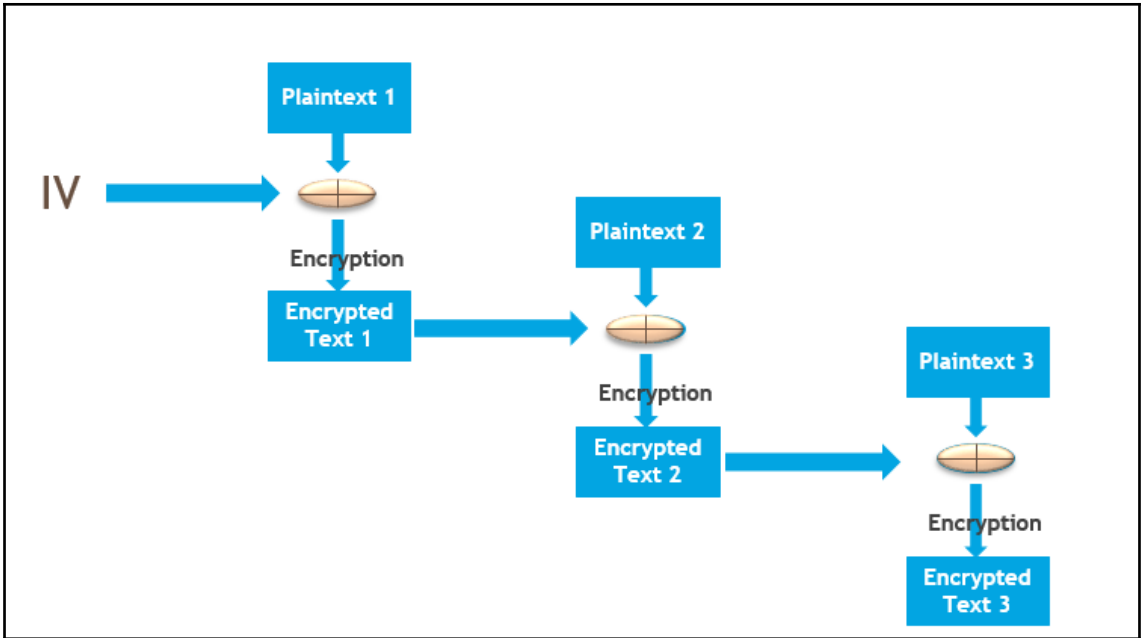 Plaintext 1
IV
Encryption
Encrypted
Text 1
Plaintext 2
Encryption
Encrypted
Text 2
Plaintext 3
Encryption
Encrypted
Text 3